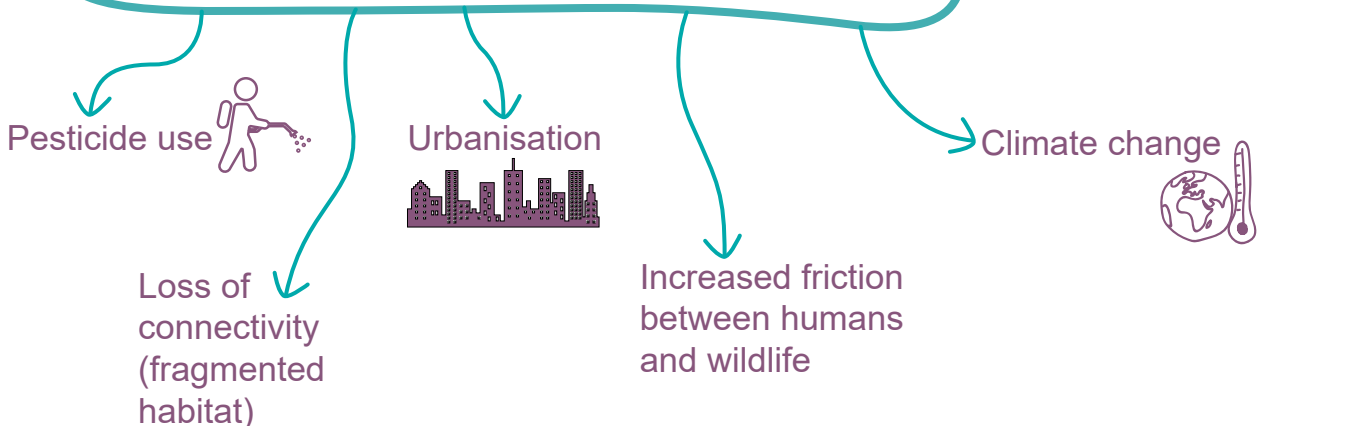 Pesticide use
Urbanisation
Climate change
Loss of
connectivity
(fragmented
habitat)
Increased friction
between humans
and wildlife